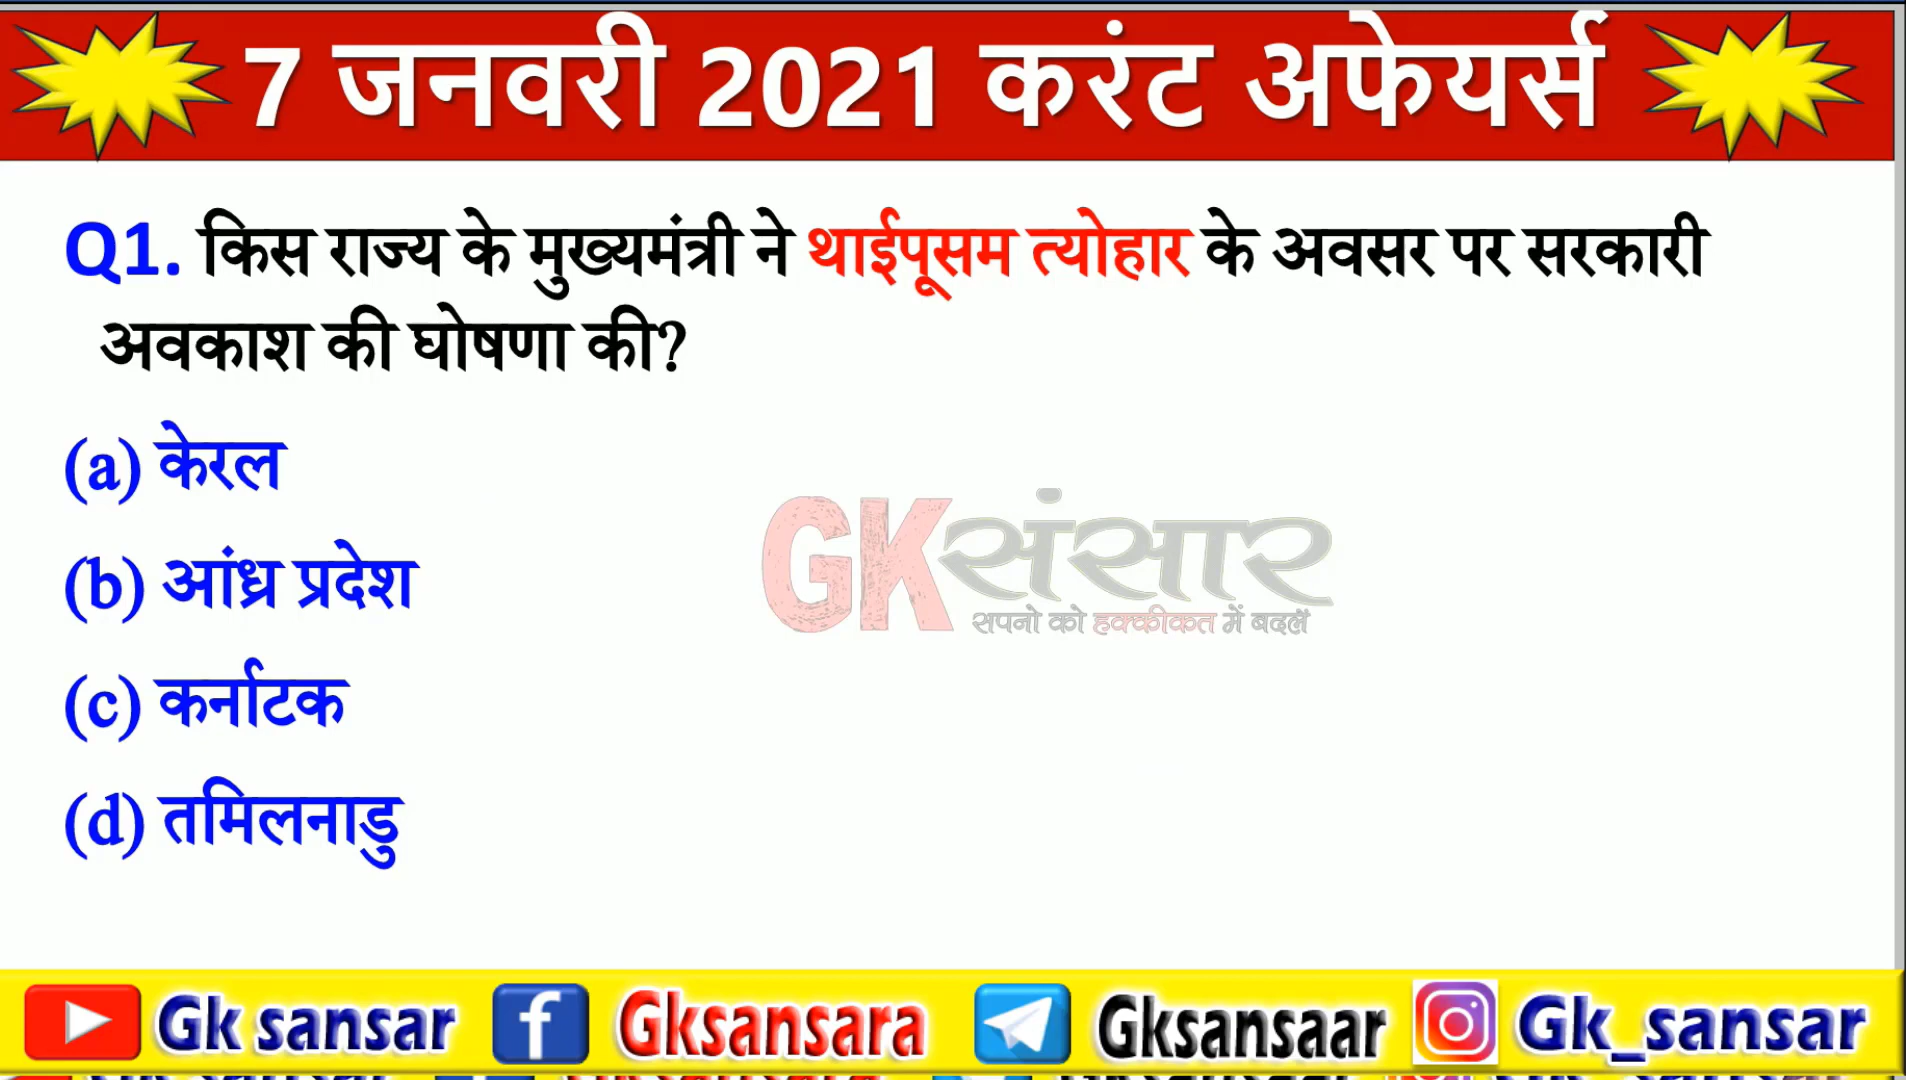 7 जनवरी 2021 करंट अफेयर्स
Q1. किस राज्य के मुख्यमंत्री ने थाईपूसम त्योहार के अवसर पर सरकारी
अवकाश की घोषणा की?
(a) केरल
(b) आंध्र प्रदेश
(c) कर्नाटक
(d) तमिलनाडु
GK संसार
सपनो को हक्कीकत में बदलें
Gk sansar Gksansara Gksansaar Gk_sansar